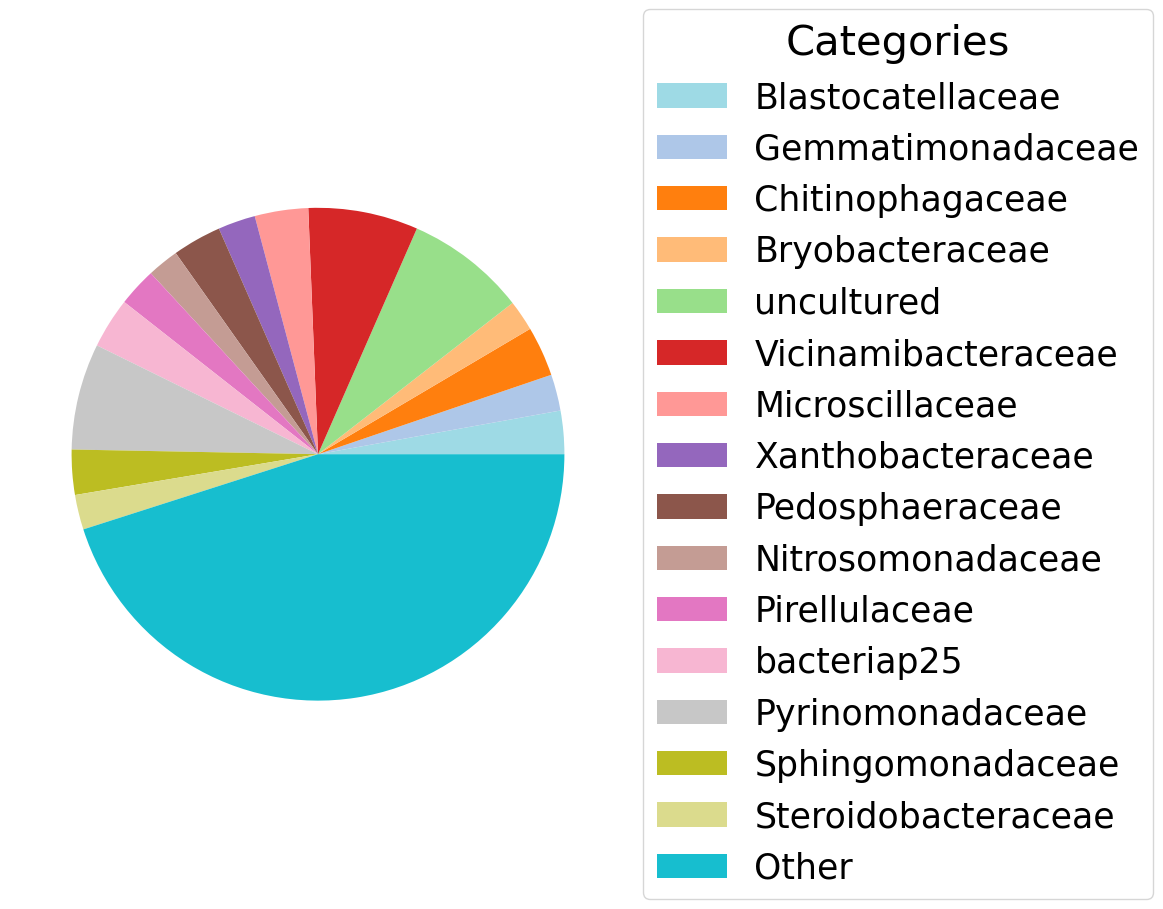 Categories
Blastocatellaceae
Gemmatimonadaceae
Chitinophagaceae
Bryobacteraceae
uncultured
Vicinamibacteraceae
Microscillaceae
Xanthobacteraceae
Pedosphaeraceae
Nitrosomonadaceae
Pirellulaceae
bacteriap25
Pyrinomonadaceae
Sphingomonadaceae
Steroidobacteraceae
Other